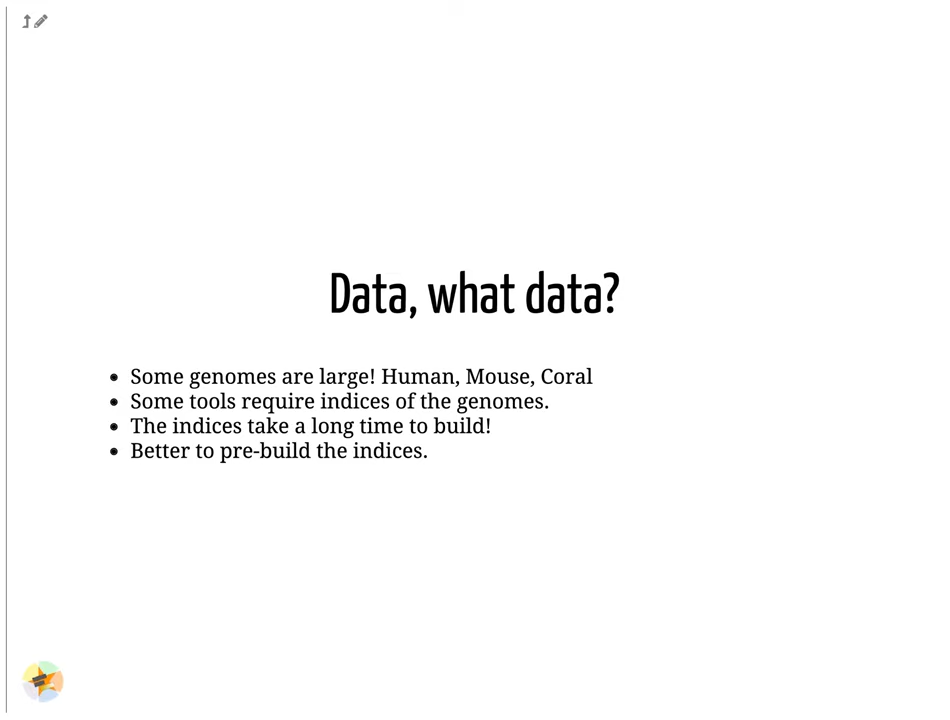 Data, what data?
Some genomes are large! Human, Mouse, Coral
Some tools require indices of the genomes.
The indices take a long time to build!
Better to pre-build the indices.